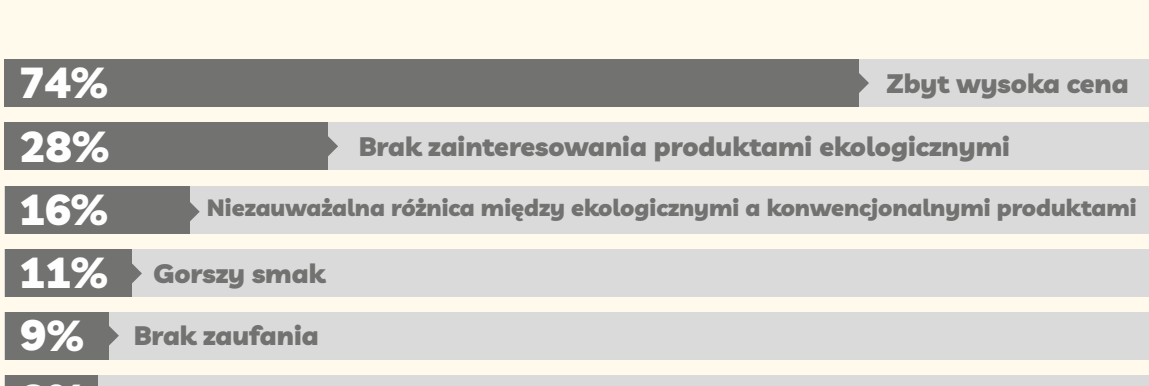 74% Zbyt wysoka cena
28% Brak zainteresowania produktami ekologicznymi
16% Niezauważalna różnica między ekologicznymi a konwencjonalnymi produktami
11% Gorszy smak
9% Brak zaufania